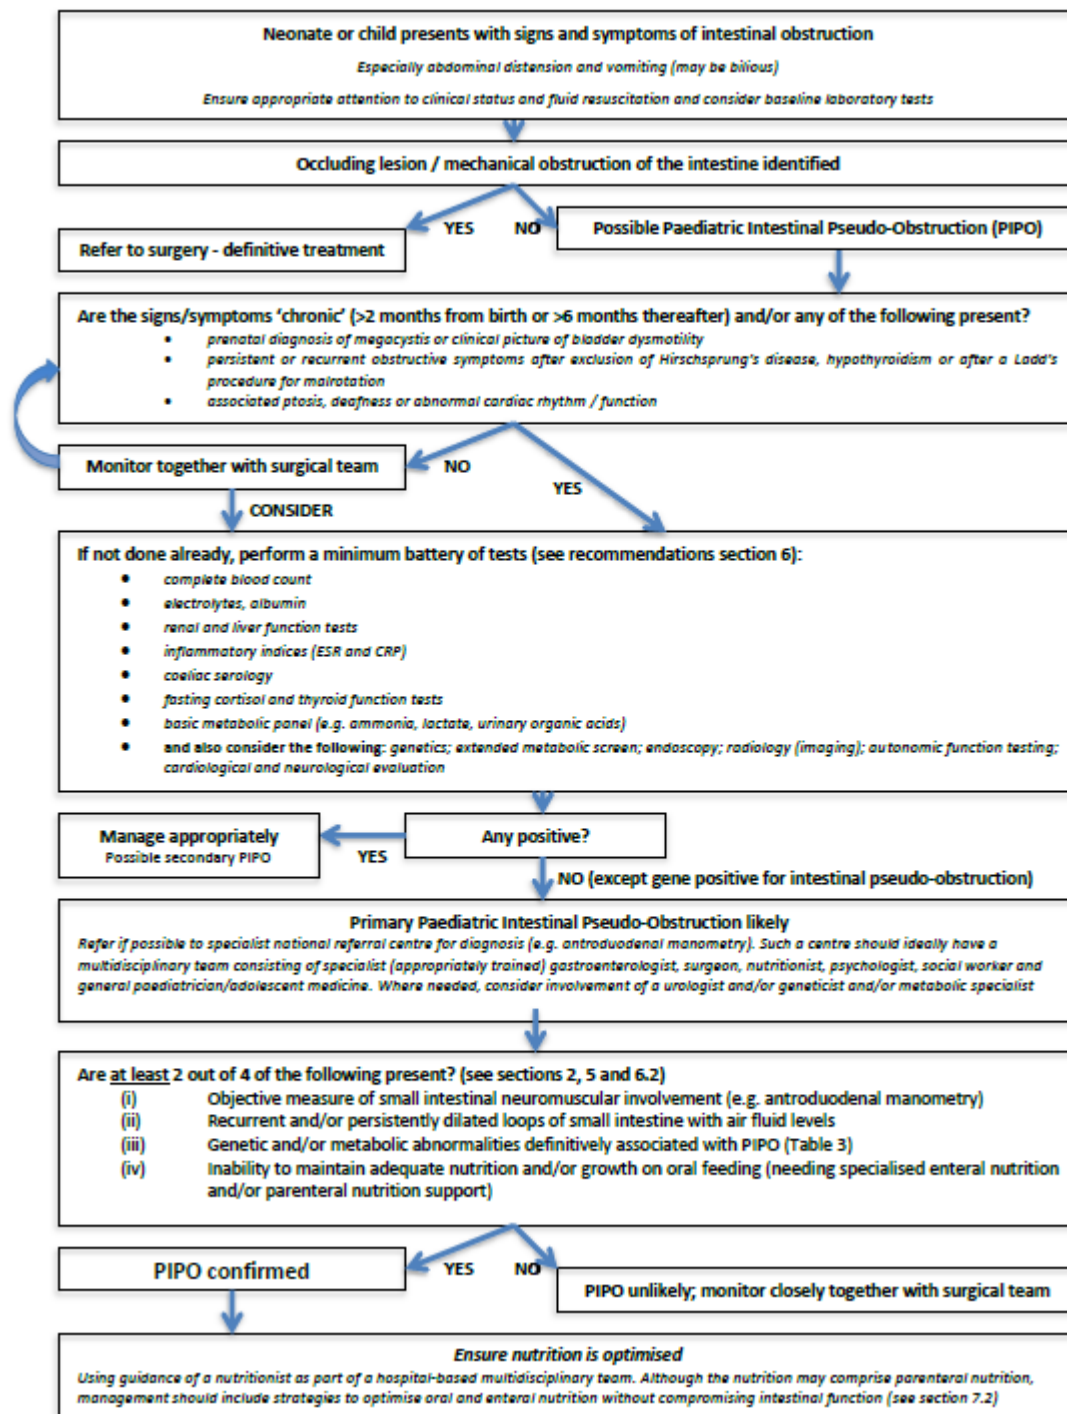 Neonate or child presents with signs and symptoms of intestinal obstruction
Especially abdominal distension and vomiting (may be bilious)
Ensure appropriate attention to clinical status and fluid resuscitation and consider baseline laboratory tests
Occluding lesion / mechanical obstruction of the intestine identified
YES
NO
Refer to surgery - definitive treatment
Possible Paediatric Intestinal Pseudo-Obstruction (PIPO)
Are the signs/symptoms ‘chronic’ (>2 months from birth or >6 months thereafter) and/or any of the following present?
• prenatal diagnosis of megacystis or clinical picture of bladder dysmotility
• persistent or recurrent obstructive symptoms after exclusion of Hirschsprung's disease, hypothyroidism or after a Ladd's
procedure for malrotation
• associated ptosis, deafness or abnormal cardiac rhythm / function
Monitor together with surgical team
NO
YES
CONSIDER
If not done already, perform a minimum battery of tests (see recommendations section 6):
• complete blood count
• electrolytes, albumin
• renal and liver function tests
• inflammatory indices (ESR and CRP)
• coeliac serology
• fasting cortisol and thyroid function tests
• basic metabolic panel (e.g. ammonia, lactate, urinary organic acids)
• and also consider the following: genetics; extended metabolic screen; endoscopy; radiology (imaging); autonomic function testing;
cardiological and neurological evaluation
Any positive?
YES
Manage appropriately
Possible secondary PIPO
NO (except gene positive for intestinal pseudo-obstruction)
Primary Paediatric Intestinal Pseudo-Obstruction likely
Refer if possible to specialist national referral centre for diagnosis (e.g. antroduodenal manometry). Such a centre should ideally have a
multidisciplinary team consisting of specialist (appropriately trained) gastroenterologist, surgeon, nutritionist, psychologist, social worker and
general paediatrician/adolescent medicine. Where needed, consider involvement of a urologist and/or geneticist and/or metabolic specialist
Are at least 2 out of 4 of the following present? (see sections 2, 5 and 6.2)
(i) Objective measure of small intestinal neuromuscular involvement (e.g. antroduodenal manometry)
(ii) Recurrent and/or persistently dilated loops of small intestine with air fluid levels
(iii) Genetic and/or metabolic abnormalities definitively associated with PIPO (Table 3)
(iv) Inability to maintain adequate nutrition and/or growth on oral feeding (needing specialised enteral nutrition
and/or parenteral nutrition support)
YES
NO
PIPO confirmed
PIPO unlikely; monitor closely together with surgical team
Ensure nutrition is optimised
Using guidance of a nutritionist as part of a hospital-based multidisciplinary team. Although the nutrition may comprise parenteral nutrition,
management should include strategies to optimise oral and enteral nutrition without compromising intestinal function (see section 7.2)